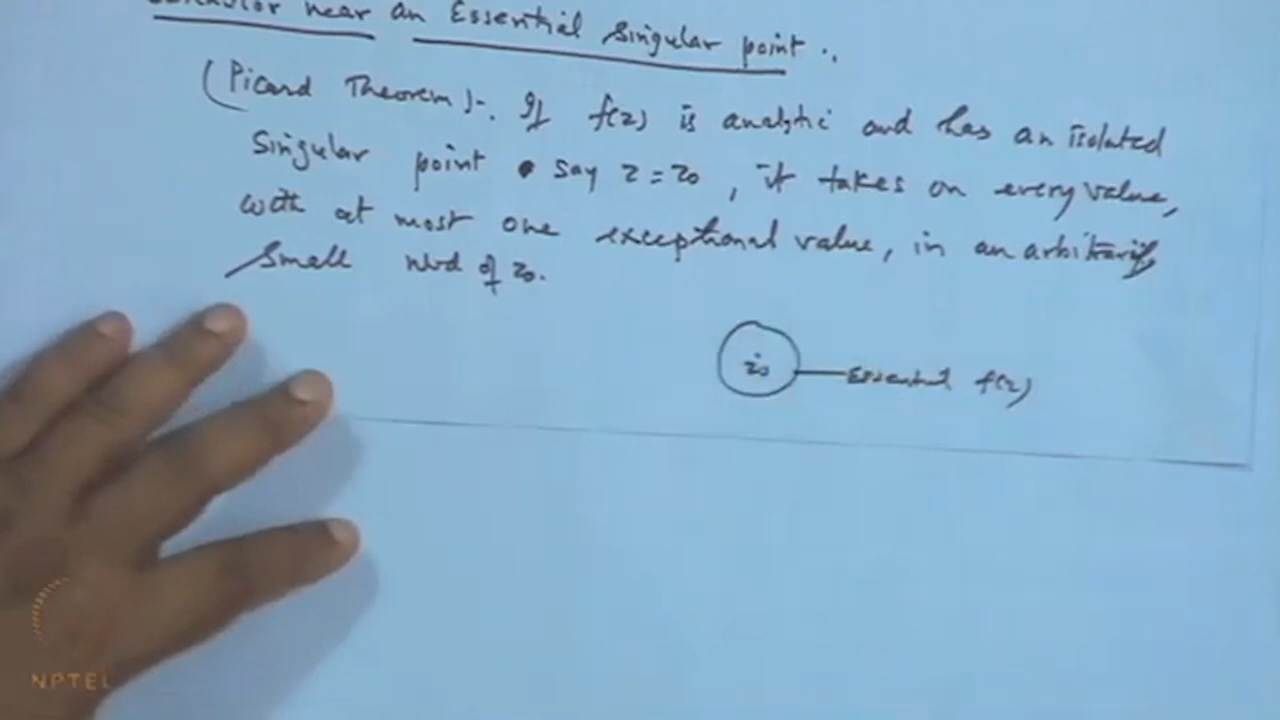 Behavior near an Essential Singular point :.
(Picard Theorem):. If f(z) is analytic and has an isolated
Singular point say z = z0, it takes on every value,
with at most one exceptional value, in an arbitrarily
small nbd of z0.
z0 Essential f(z)
NPTEL